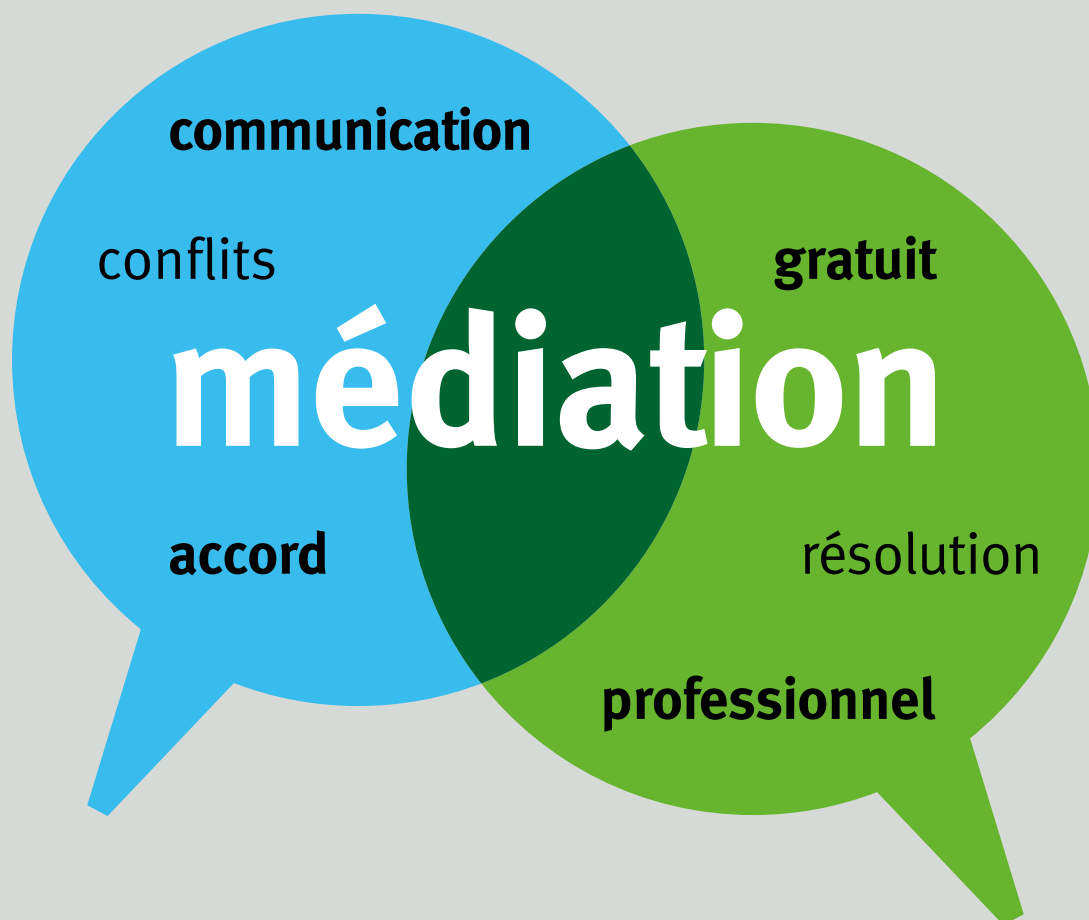 communication
conflits
gratuit
médiation
accord
résolution
professionnel